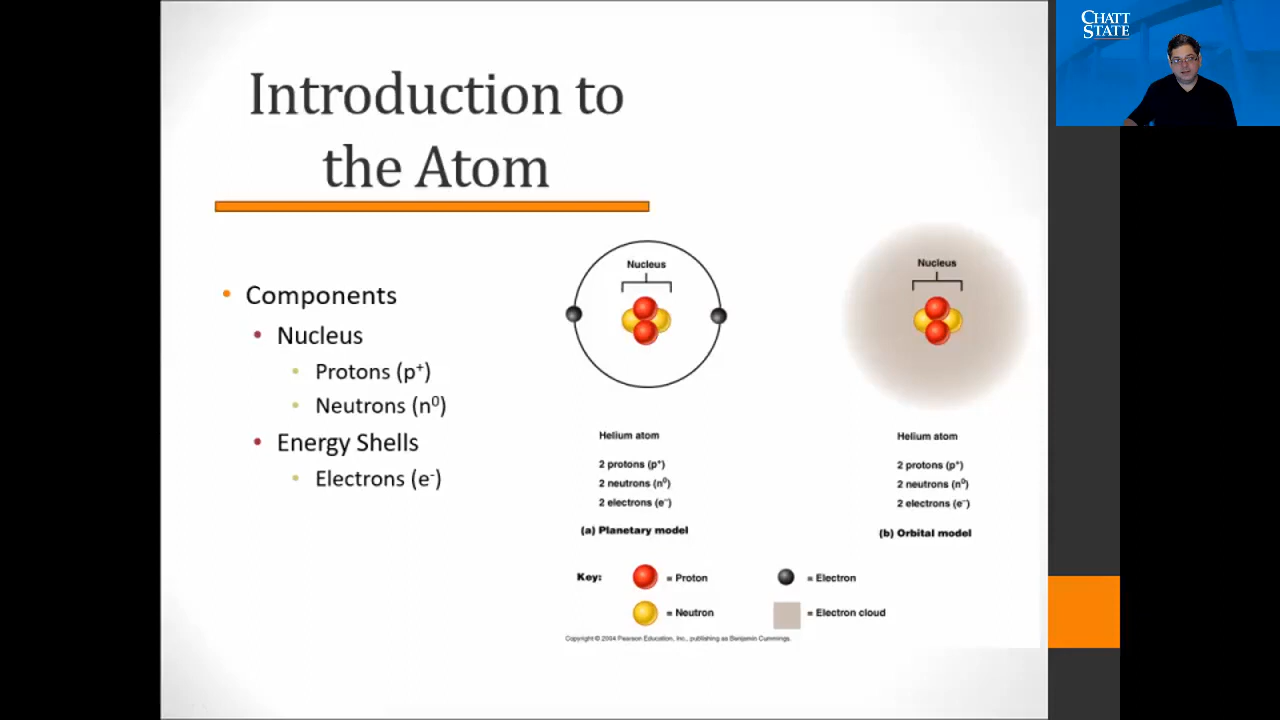 CHATT
STATE
Introduction to
the Atom
• Components
• Nucleus
• Protons (p⁺)
• Neutrons (n⁰)
• Energy Shells
• Electrons (e⁻)
Nucleus
Helium atom
2 protons (p⁺)
2 neutrons (n⁰)
2 electrons (e⁻)
(a) Planetary model
Nucleus
Helium atom
2 protons (p⁺)
2 neutrons (n⁰)
2 electrons (e⁻)
(b) Orbital model
Key:
= Proton
= Electron
= Neutron
= Electron cloud
Copyright © 2004 Pearson Education, Inc., publishing as Benjamin Cummings.